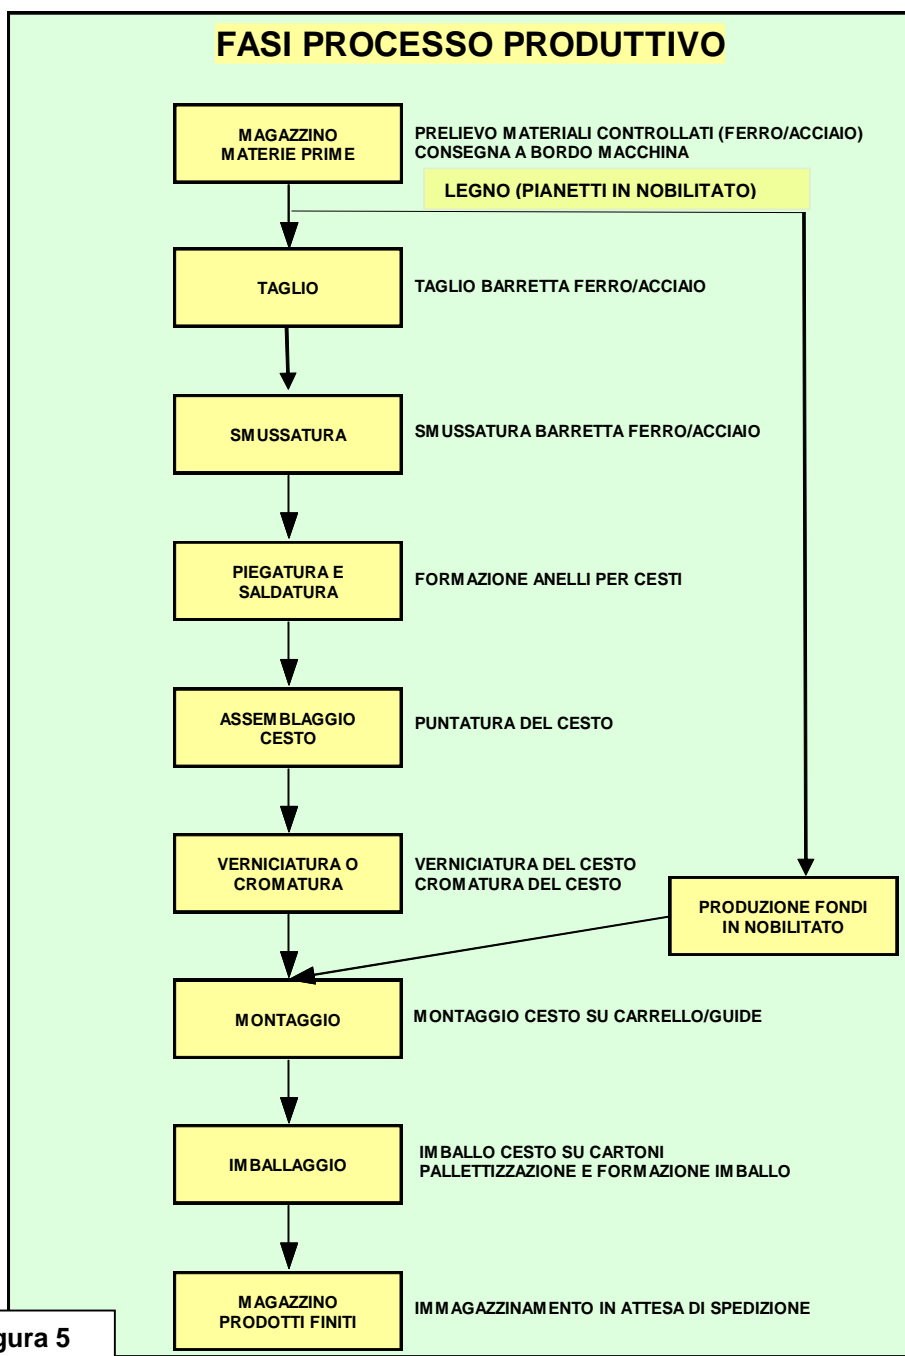 FASI PROCESSO PRODUTTIVO
MAGAZZINO
MATERIE PRIME
PRELIEVO MATERIALI CONTROLLATI (FERRO/ACCIAIO)
CONSEGNA A BORDO MACCHINA
LEGNO (PIANETTI IN NOBILITATO)
TAGLIO
TAGLIO BARRETTA FERRO/ACCIAIO
SMUSSATURA
SMUSSATURA BARRETTA FERRO/ACCIAIO
PIEGATURA E
SALDATURA
FORMAZIONE ANELLI PER CESTI
ASSEMBLAGGIO
CESTO
PUNTATURA DEL CESTO
VERNICIATURA O
CROMATURA
VERNICIATURA DEL CESTO
CROMATURA DEL CESTO
PRODUZIONE FONDI
IN NOBILITATO
MONTAGGIO
MONTAGGIO CESTO SU CARRELLO/GUIDE
IMBALLAGGIO
IMBALLO CESTO SU CARTONI
PALLETTIZZAZIONE E FORMAZIONE IMBALLO
MAGAZZINO
PRODOTTI FINITI
IMMAGAZZINAMENTO IN ATTESA DI SPEDIZIONE
gura 5